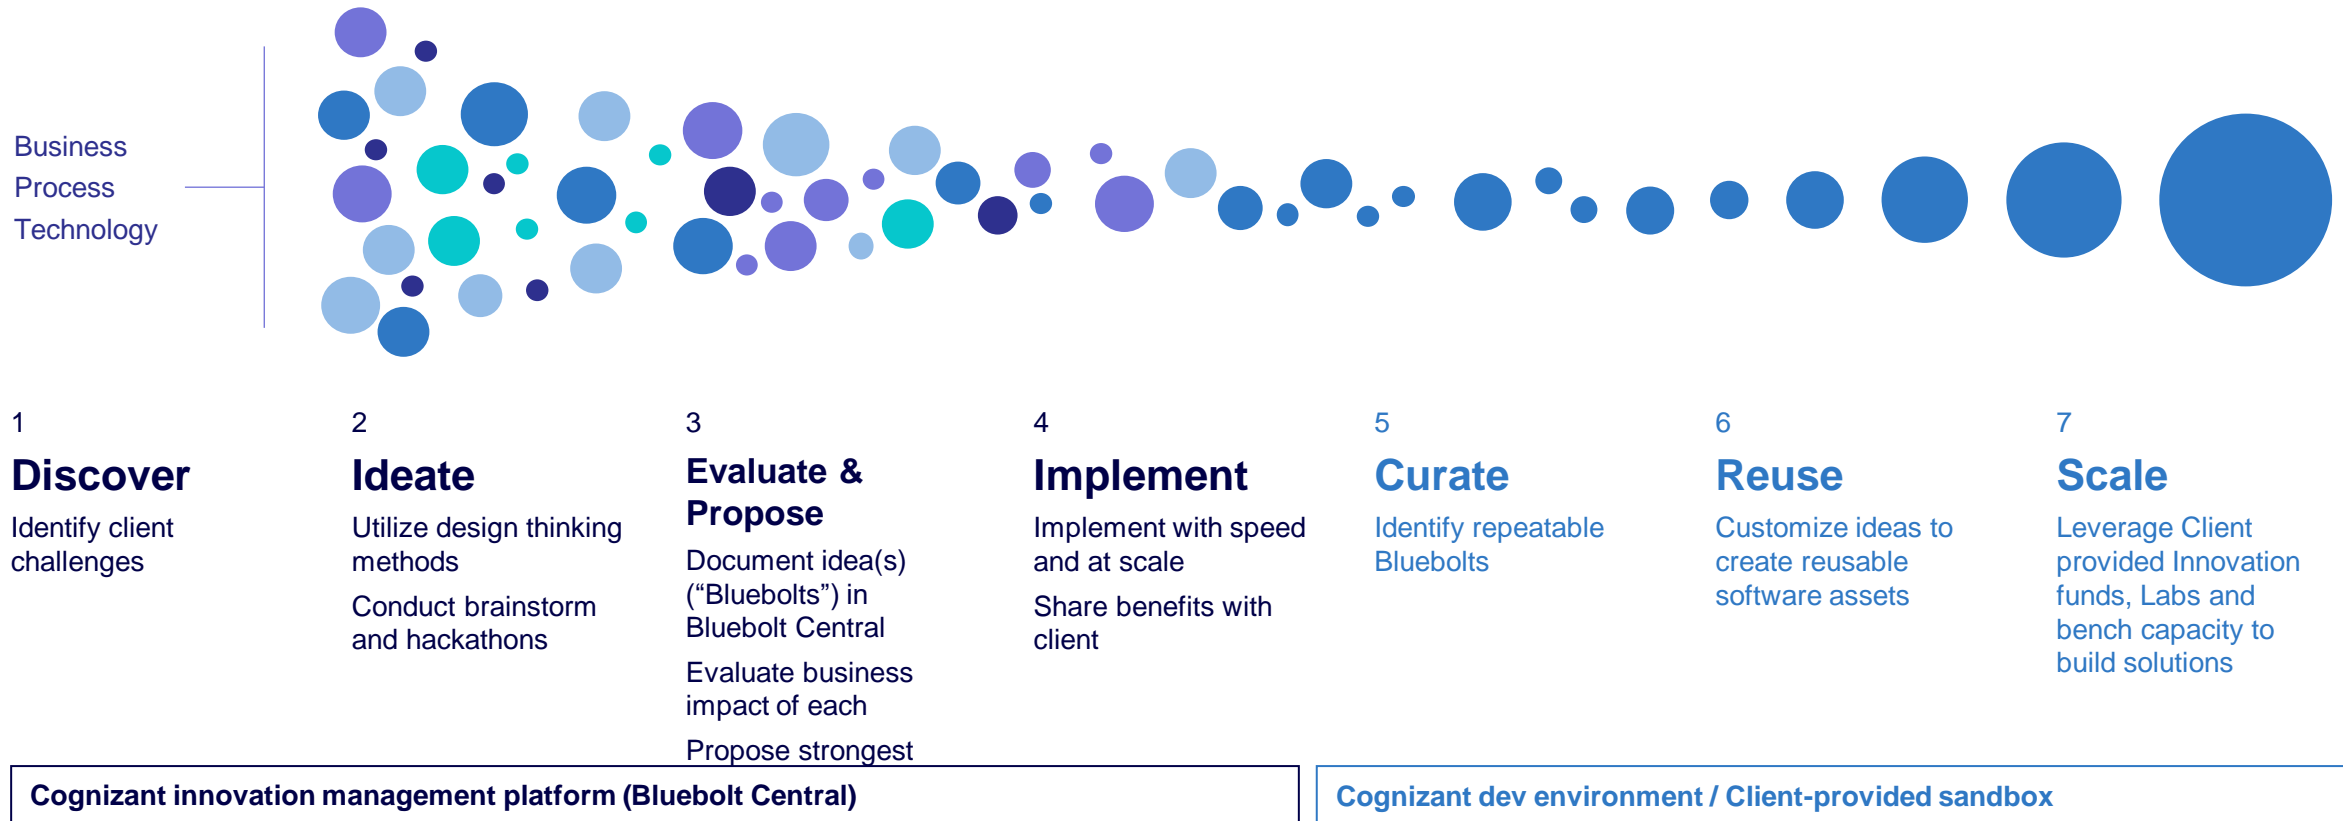 Business
Process
Technology
1
Discover
Identify client
challenges
2
Ideate
Utilize design thinking
methods
Conduct brainstorm
and hackathons
3
Evaluate &
Propose
Document idea(s)
(“Bluebolts”) in
Bluebolt Central
Evaluate business
impact of each
Propose strongest
4
Implement
Implement with speed
and at scale
Share benefits with
client
5
Curate
Identify repeatable
Bluebolts
6
Reuse
Customize ideas to
create reusable
software assets
7
Scale
Leverage Client
provided Innovation
funds, Labs and
bench capacity to
build solutions
Cognizant innovation management platform (Bluebolt Central)
Cognizant dev environment / Client-provided sandbox